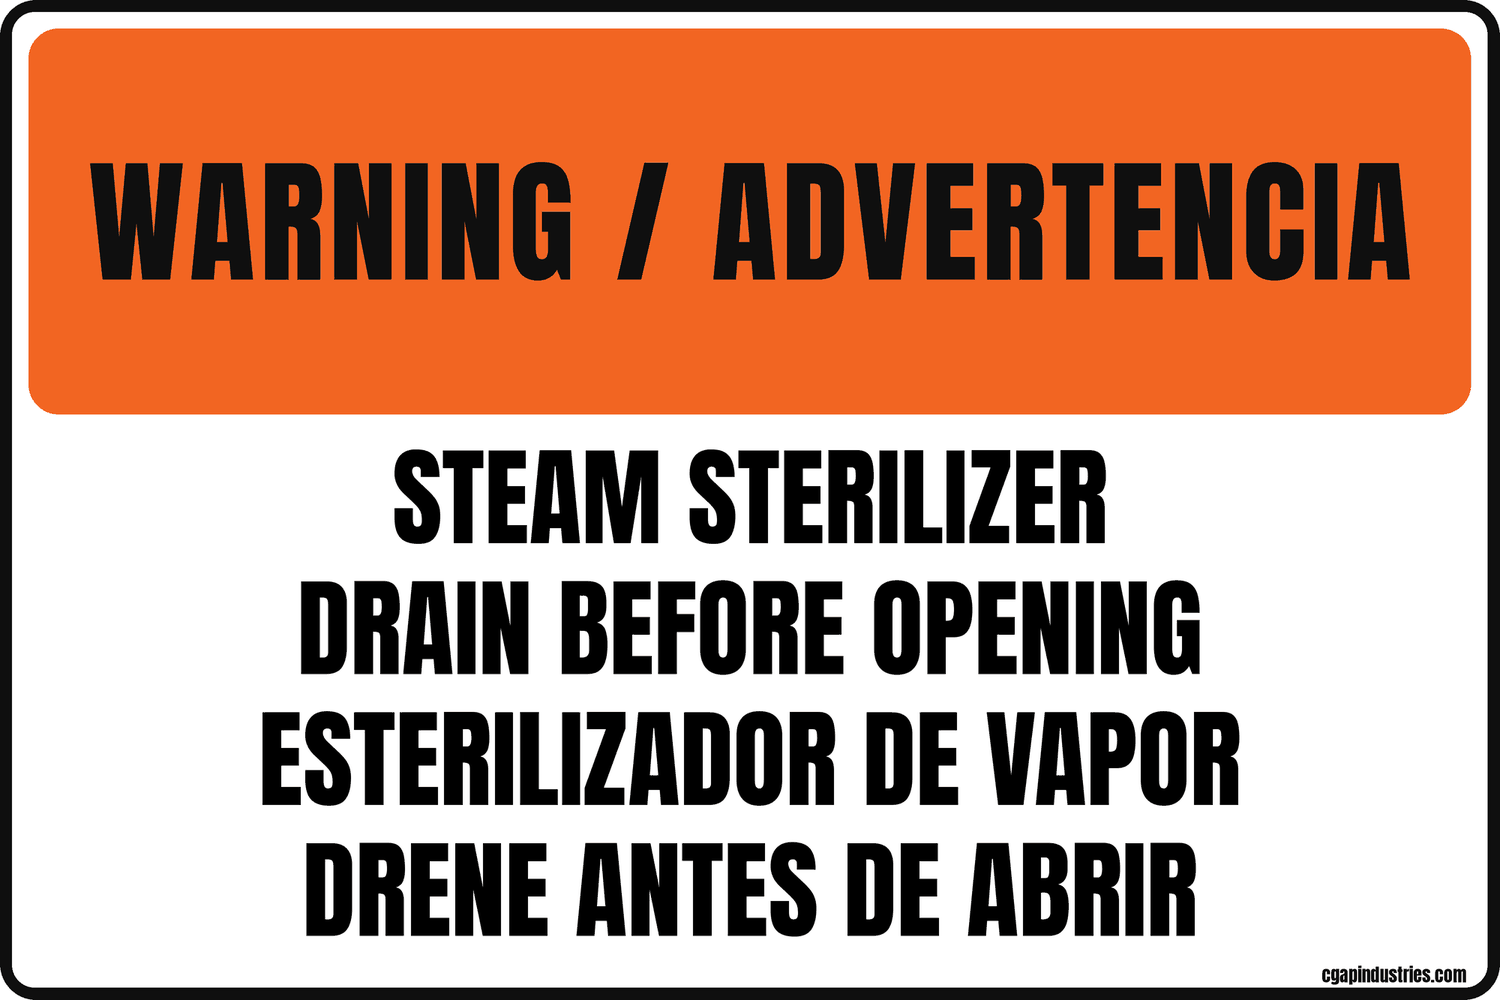 WARNING / ADVERTENCIA
STEAM STERILIZER
DRAIN BEFORE OPENING
ESTERILIZADOR DE VAPOR
DRENE ANTES DE ABRIR
cgapindustries.com